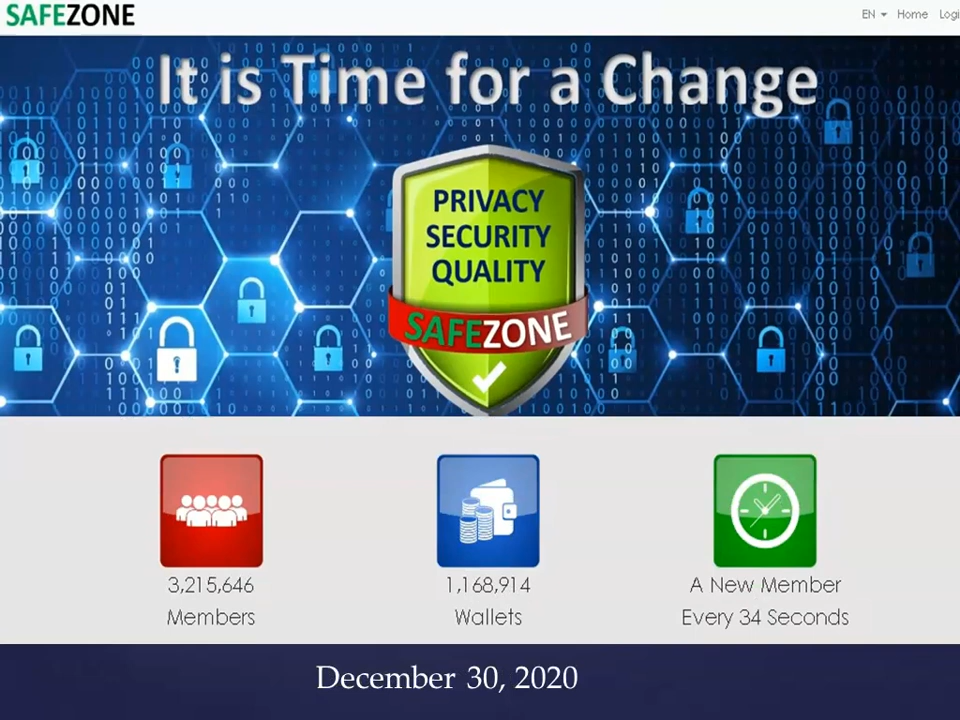 SAFEZONE
EN Home Logi
It is Time for a Change
PRIVACY
SECURITY
QUALITY
SAFEZONE
3,215,646
Members
1,168,914
Wallets
A New Member
Every 34 Seconds
December 30, 2020